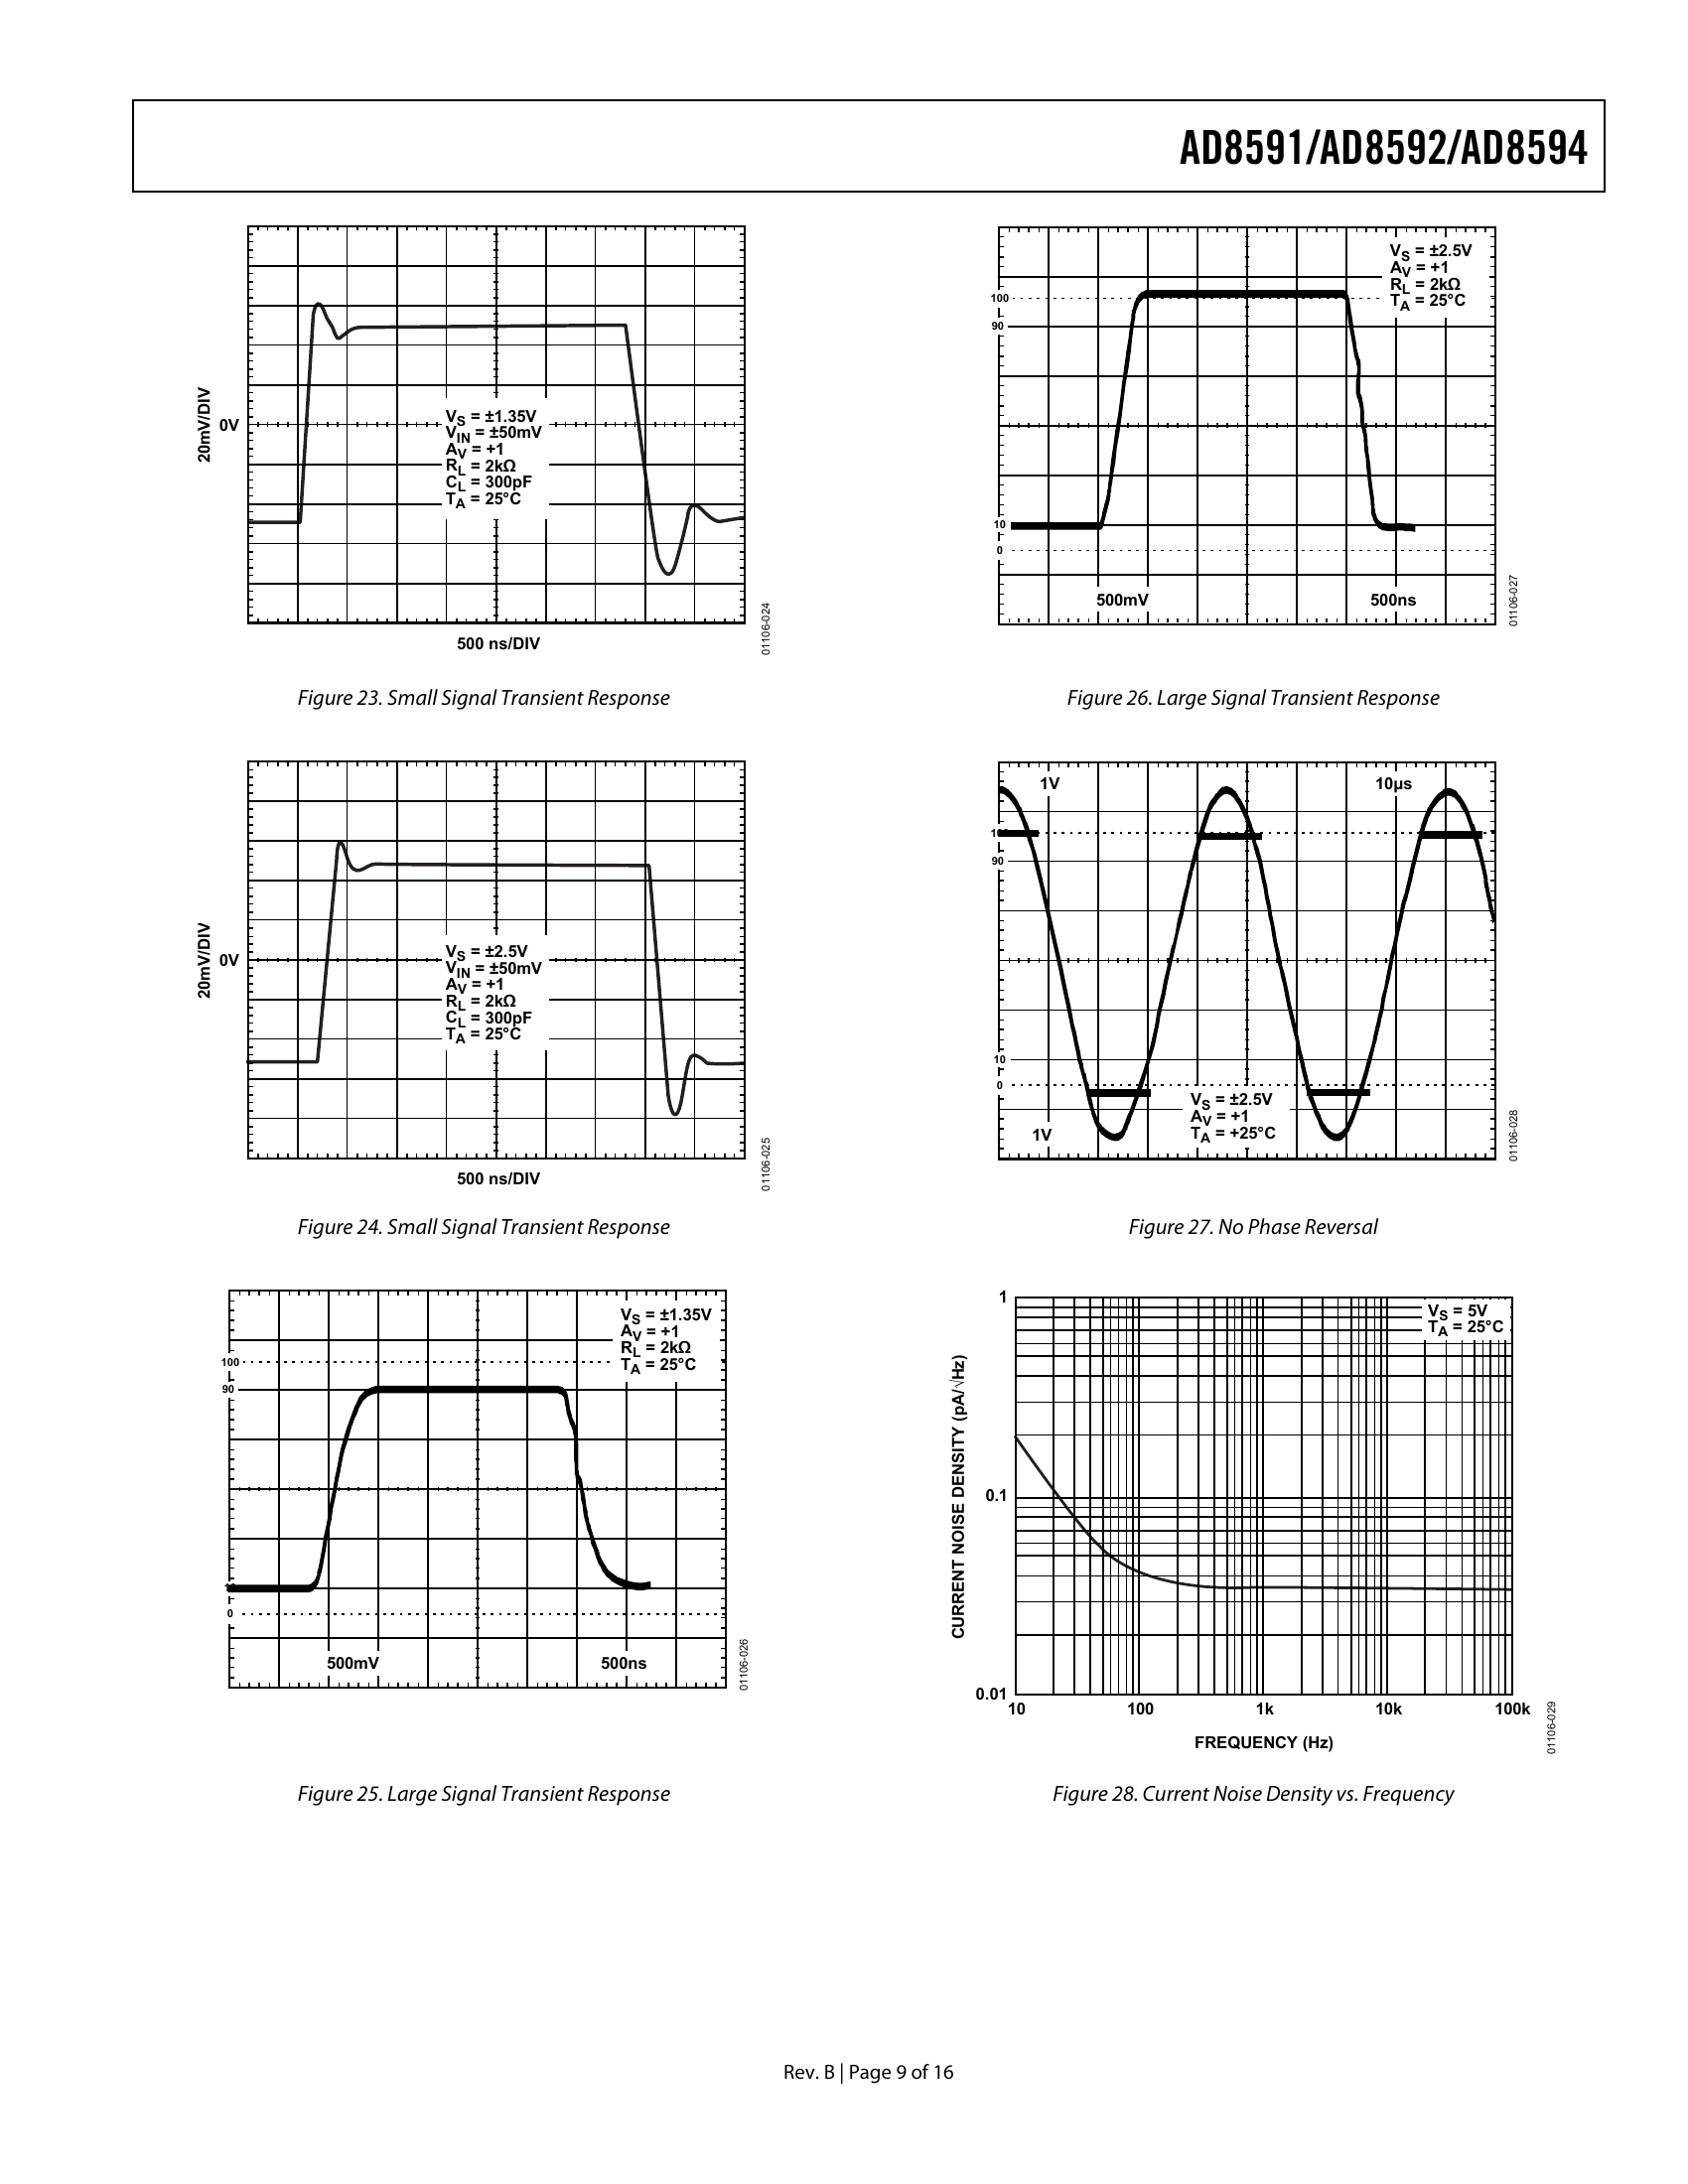 AD8591/AD8592/AD8594
20mV/DIV
0V
VS = ±1.35V
VIN = ±50mV
AV = +1
RL = 2kΩ
CL = 300pF
TA = 25°C
500 ns/DIV
01106-024
Figure 23. Small Signal Transient Response
20mV/DIV
0V
VS = ±2.5V
VIN = ±50mV
AV = +1
RL = 2kΩ
CL = 300pF
TA = 25°C
500 ns/DIV
01106-025
Figure 24. Small Signal Transient Response
VS = ±1.35V
AV = +1
RL = 2kΩ
TA = 25°C
100
90
0
500mV
500ns
01106-026
Figure 25. Large Signal Transient Response
VS = ±2.5V
AV = +1
RL = 2kΩ
TA = 25°C
100
90
10
0
500mV
500ns
01106-027
Figure 26. Large Signal Transient Response
1V
10µs
90
10
0
VS = ±2.5V
AV = +1
TA = +25°C
1V
01106-028
Figure 27. No Phase Reversal
CURRENT NOISE DENSITY (pA/√Hz)
1
0.1
0.01
VS = 5V
TA = 25°C
10
100
1k
10k
100k
FREQUENCY (Hz)
01106-029
Figure 28. Current Noise Density vs. Frequency
Rev. B | Page 9 of 16